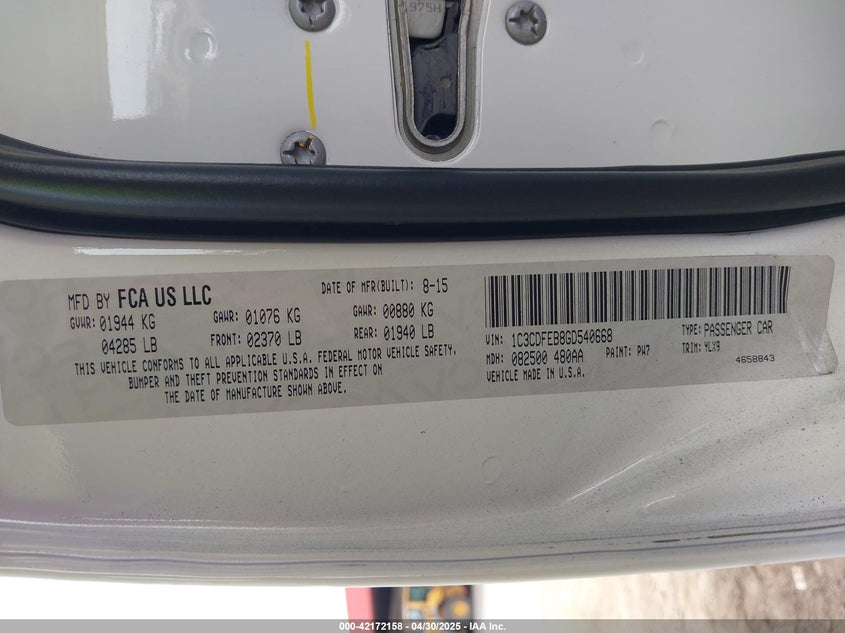 .975H
MFD BY FCA US LLC
DATE OF MFR(BUILT): 8-15
GVWR: 01944 KG
GAWR: 01076 KG
GAWR: 00880 KG
04285 LB
FRONT: 02370 LB
REAR: 01940 LB
THIS VEHICLE CONFORMS TO ALL APPLICABLE U.S.A. FEDERAL MOTOR VEHICLE SAFETY,
BUMPER AND THEFT PREVENTION STANDARDS IN EFFECT ON
THE DATE OF MANUFACTURE SHOWN ABOVE.
VIN: 1C3CDFEB8GD540668
TYPE: PASSENGER CAR
MDH: 082500 480AA
PAINT: PW7
TRIM: YLX9
VEHICLE MADE IN U.S.A.
4658843
000-42172158 - 04/30/2025 - IAA Inc.